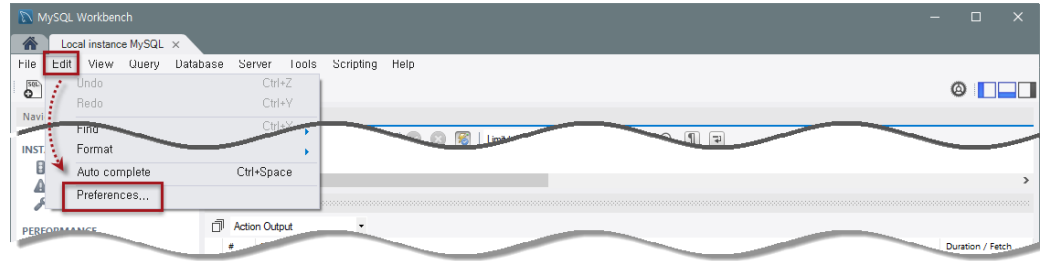 MySQL Workbench
Local instance MySQL
File Edit View Query Database Server Tools Scripting Help
Undo Ctrl+Z
Redo Ctrl+Y
Navi
Find
Format
INST
Auto complete Ctrl+Space
Preferences...
PERFORMANCE
Action Output
#
Duration / Fetch